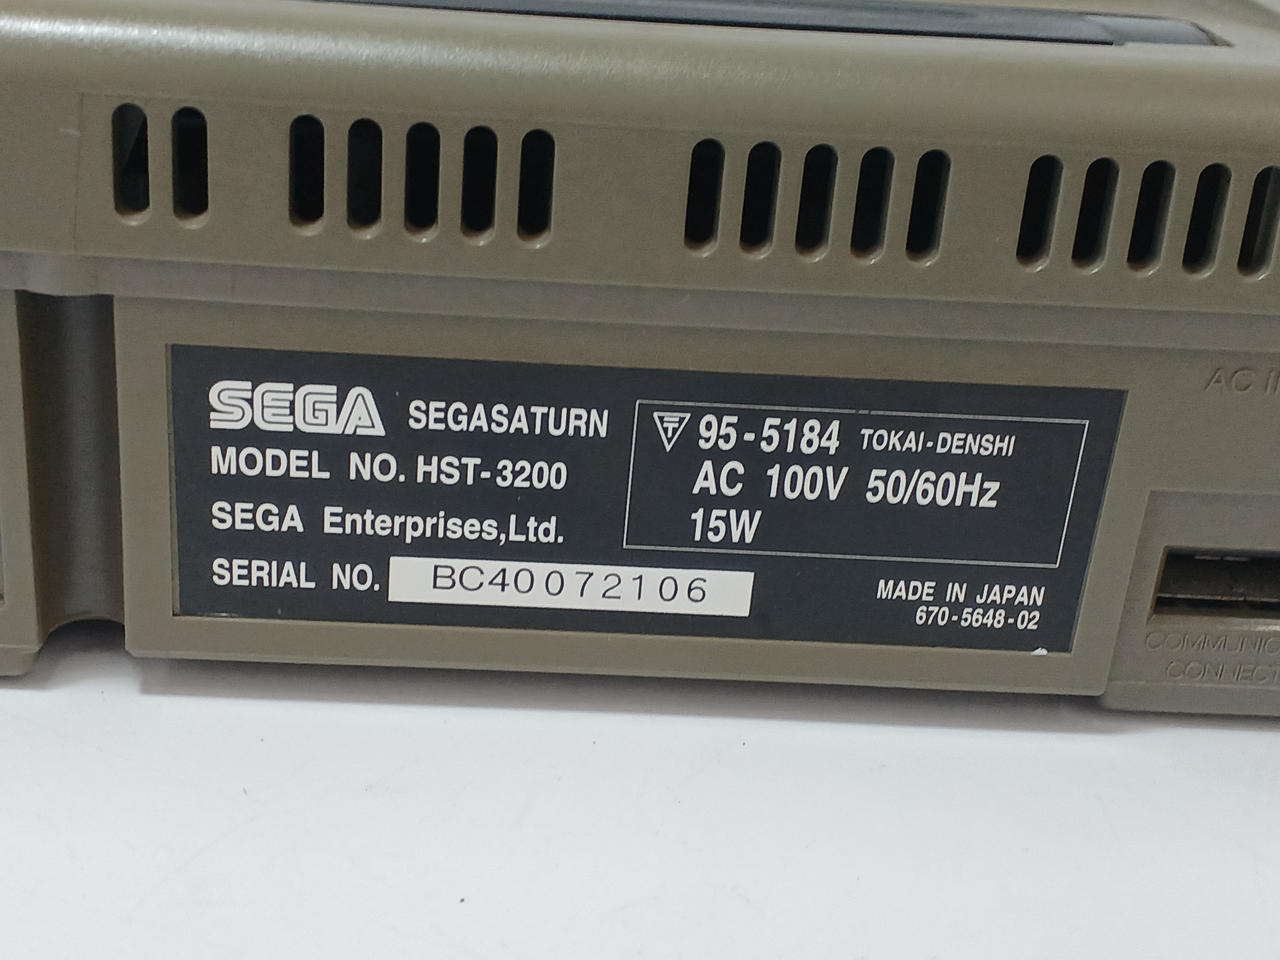 SEGA SEGASATURN
MODEL NO. HST-3200
SEGA Enterprises,Ltd.
SERIAL NO. BC40072106
〒 95-5184 TOKAI-DENSHI
AC 100V 50/60Hz
15W
MADE IN JAPAN
670-5648-02
AC